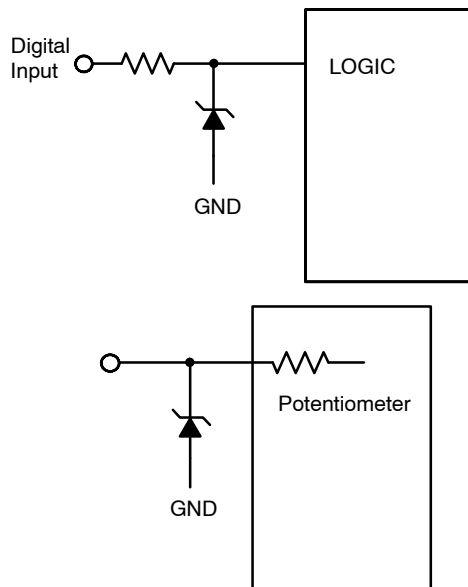 Digital
Input
LOGIC
GND
Potentiometer
GND